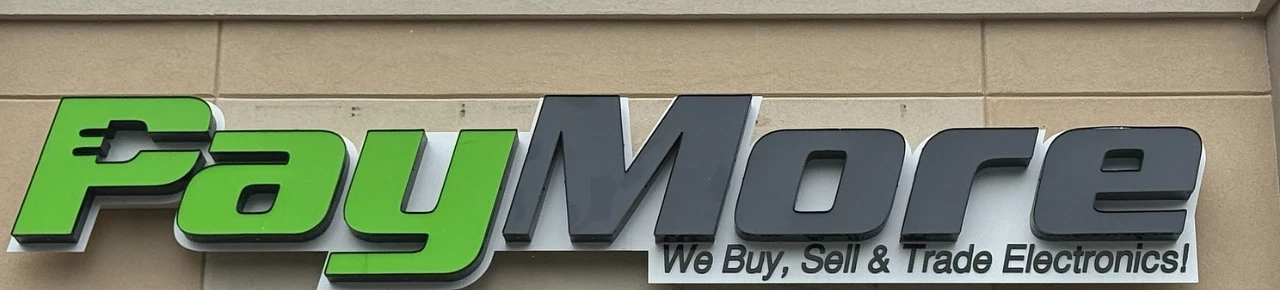 PayMore
We Buy, Sell & Trade Electronics!